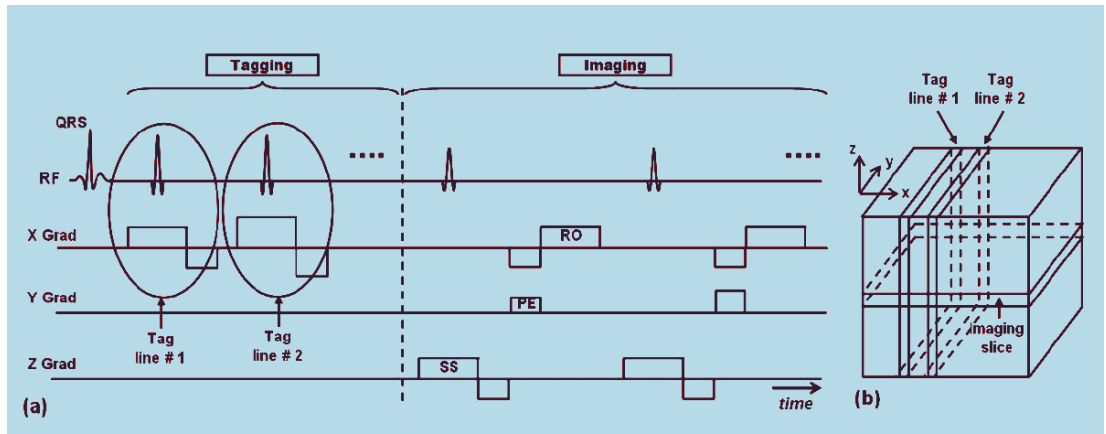 Tagging
Imaging
QRS
RF
X Grad
RO
Y Grad
PE
Tag
line # 1
Tag
line # 2
Z Grad
SS
time
(a)
Tag
line # 1
Tag
line # 2
z
y
x
Imaging
slice
(b)